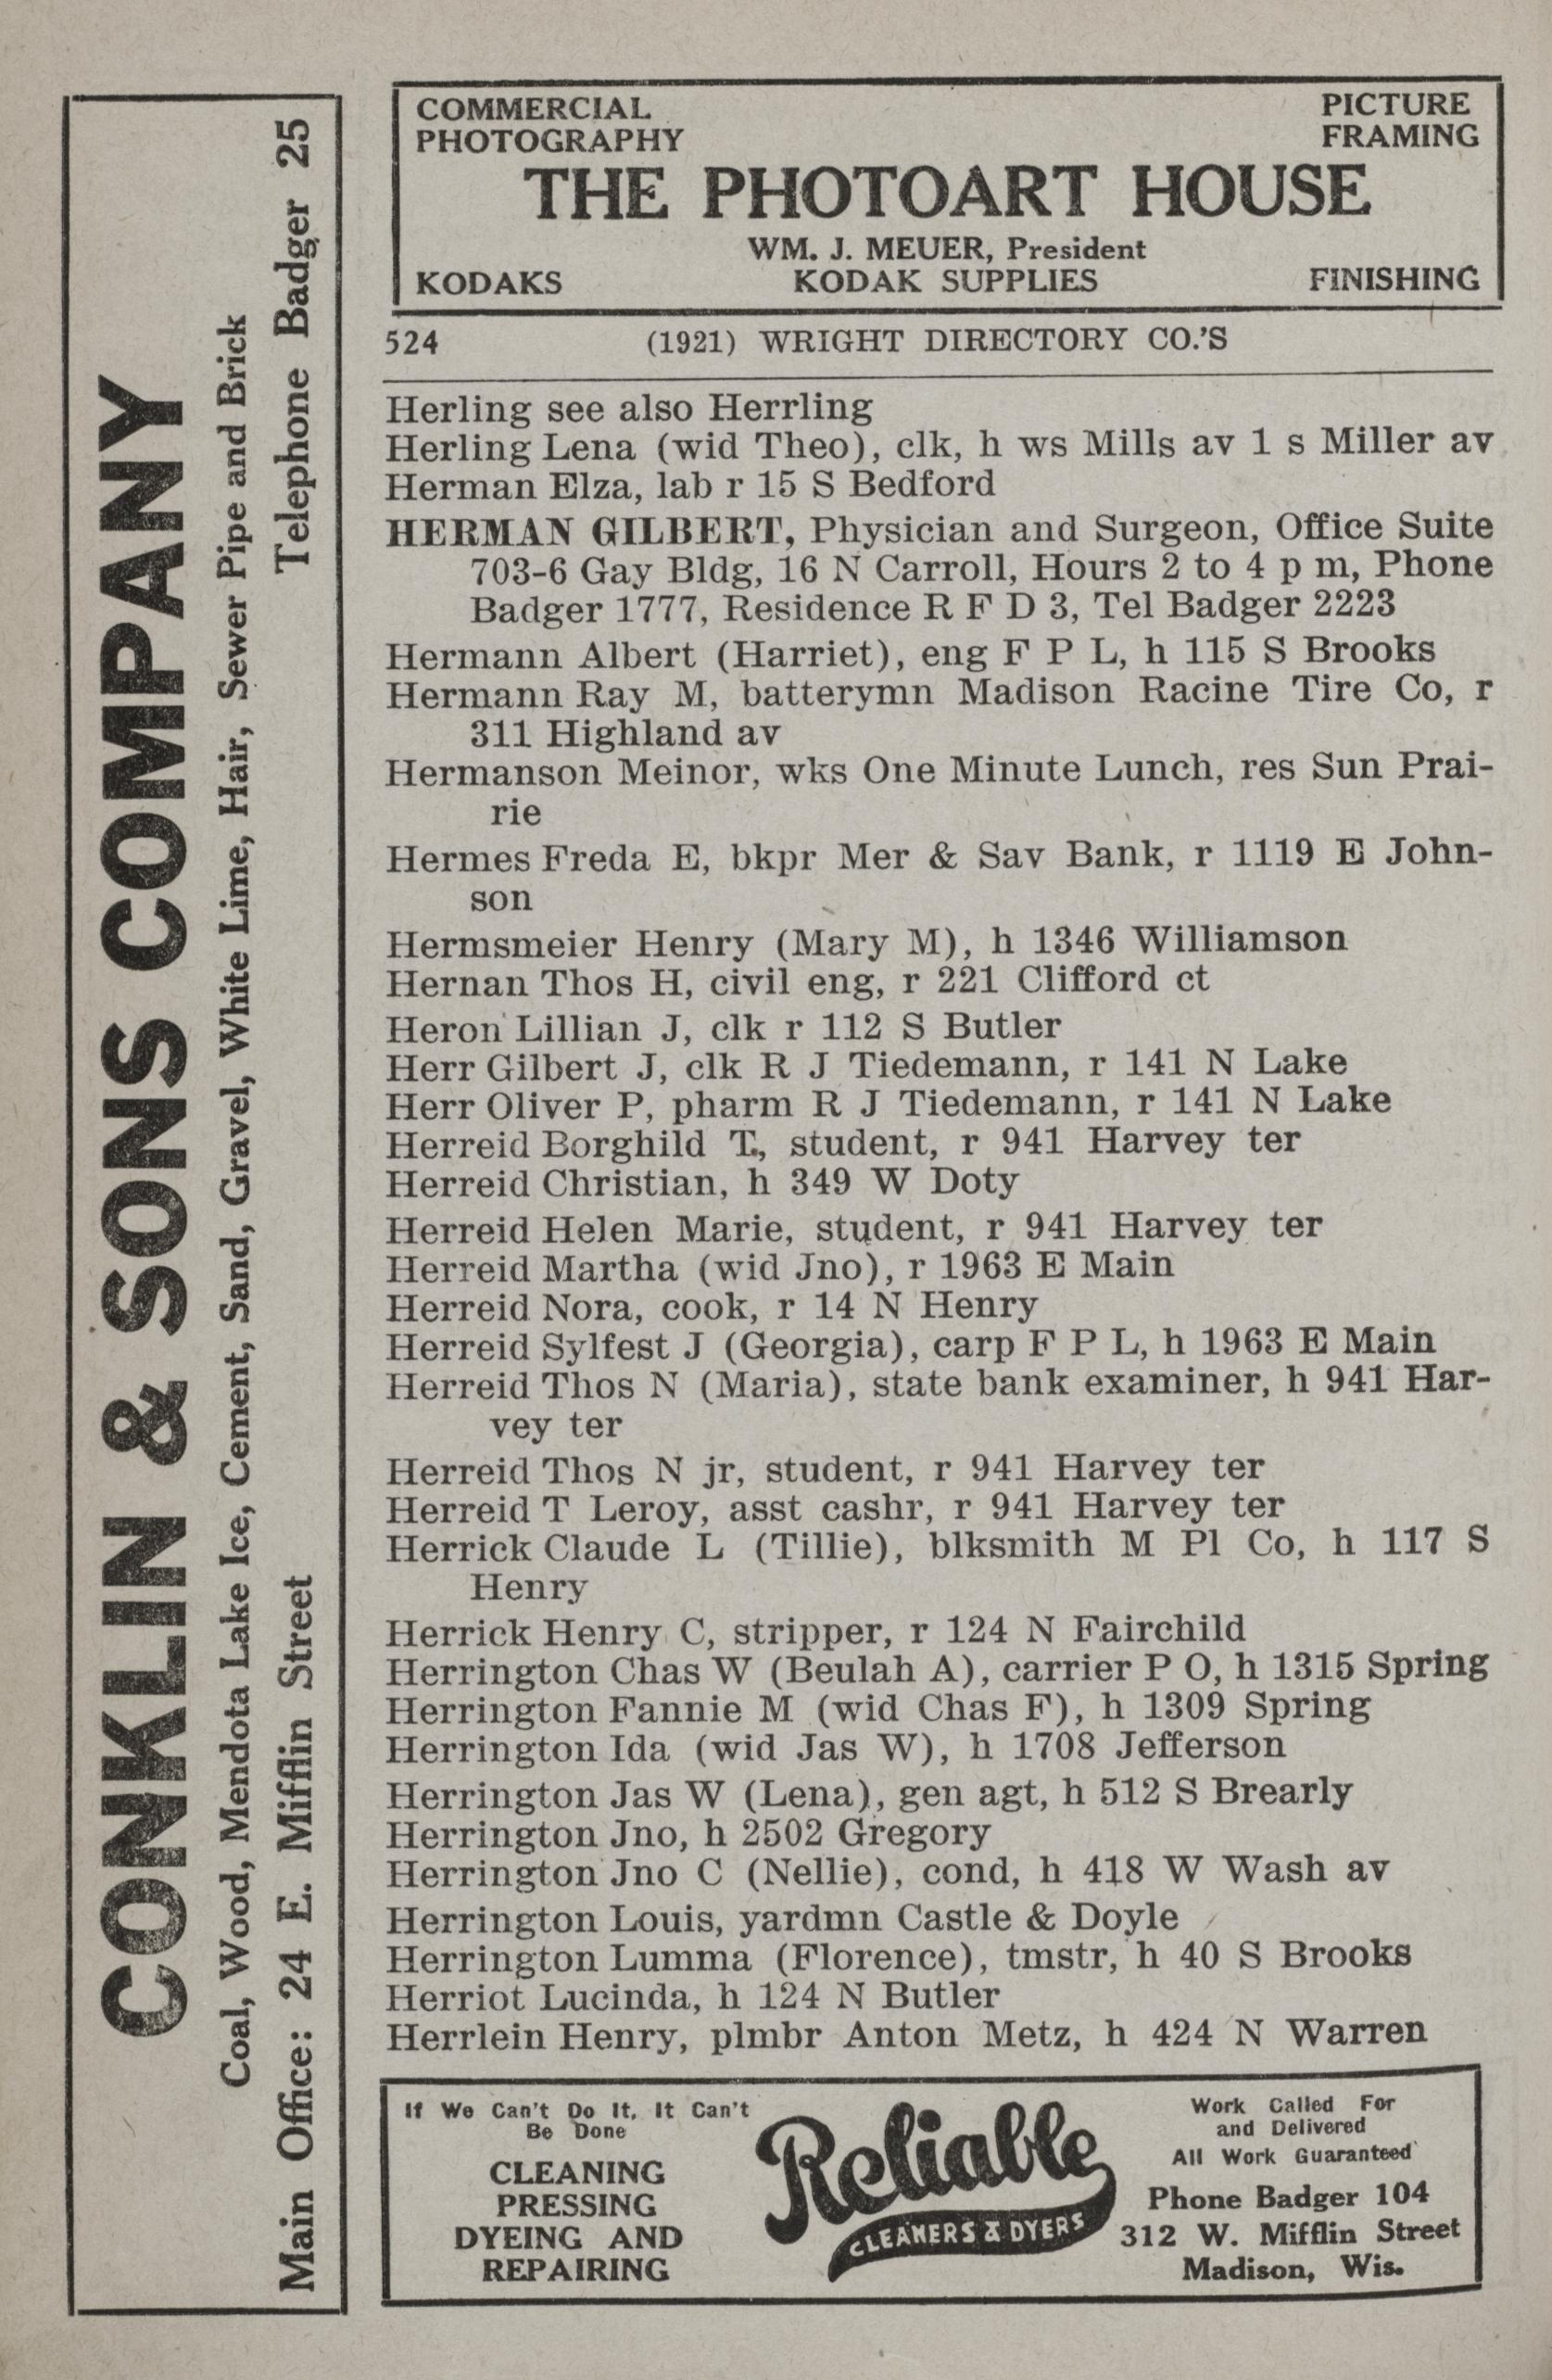 CONKLIN & SONS COMPANY
Coal, Wood, Mendota Lake Ice, Cement, Sand, Gravel, White Lime, Hair, Sewer Pipe and Brick
Main Office: 24 E. Mifflin Street Telephone Badger 25
COMMERCIAL PHOTOGRAPHY
PICTURE FRAMING
THE PHOTOART HOUSE
WM. J. MEUER, President
KODAKS KODAK SUPPLIES FINISHING
524 (1921) WRIGHT DIRECTORY CO.'S
Herling see also Herrling
Herling Lena (wid Theo), clk, h ws Mills av 1 s Miller av
Herman Elza, lab r 15 S Bedford
HERMAN GILBERT, Physician and Surgeon, Office Suite
703-6 Gay Bldg, 16 N Carroll, Hours 2 to 4 p m, Phone
Badger 1777, Residence R F D 3, Tel Badger 2223
Hermann Albert (Harriet), eng F P L, h 115 S Brooks
Hermann Ray M, batterymn Madison Racine Tire Co, r
311 Highland av
Hermanson Meinor, wks One Minute Lunch, res Sun Prai-
rie
Hermes Freda E, bkpr Mer & Sav Bank, r 1119 E John-
son
Hermsmeier Henry (Mary M), h 1346 Williamson
Hernan Thos H, civil eng, r 221 Clifford ct
Heron Lillian J, clk r 112 S Butler
Herr Gilbert J, clk R J Tiedemann, r 141 N Lake
Herr Oliver P, pharm R J Tiedemann, r 141 N Lake
Herreid Borghild T., student, r 941 Harvey ter
Herreid Christian, h 349 W Doty
Herreid Helen Marie, student, r 941 Harvey ter
Herreid Martha (wid Jno), r 1963 E Main
Herreid Nora, cook, r 14 N Henry
Herreid Sylfest J (Georgia), carp F P L, h 1963 E Main
Herreid Thos N (Maria), state bank examiner, h 941 Har-
vey ter
Herreid Thos N jr, student, r 941 Harvey ter
Herreid T Leroy, asst cashr, r 941 Harvey ter
Herrick Claude L (Tillie), blksmith M Pl Co, h 117 S
Henry
Herrick Henry C, stripper, r 124 N Fairchild
Herrington Chas W (Beulah A), carrier P O, h 1315 Spring
Herrington Fannie M (wid Chas F), h 1309 Spring
Herrington Ida (wid Jas W), h 1708 Jefferson
Herrington Jas W (Lena), gen agt, h 512 S Brearly
Herrington Jno, h 2502 Gregory
Herrington Jno C (Nellie), cond, h 418 W Wash av
Herrington Louis, yardmn Castle & Doyle
Herrington Lumma (Florence), tmstr, h 40 S Brooks
Herriot Lucinda, h 124 N Butler
Herrlein Henry, plmbr Anton Metz, h 424 N Warren
If We Can't Do It, It Can't
Be Done
CLEANING
PRESSING
DYEING AND
REPAIRING
Reliable
CLEANERS & DYERS
Work Called For
and Delivered
All Work Guaranteed
Phone Badger 104
312 W. Mifflin Street
Madison, Wis.